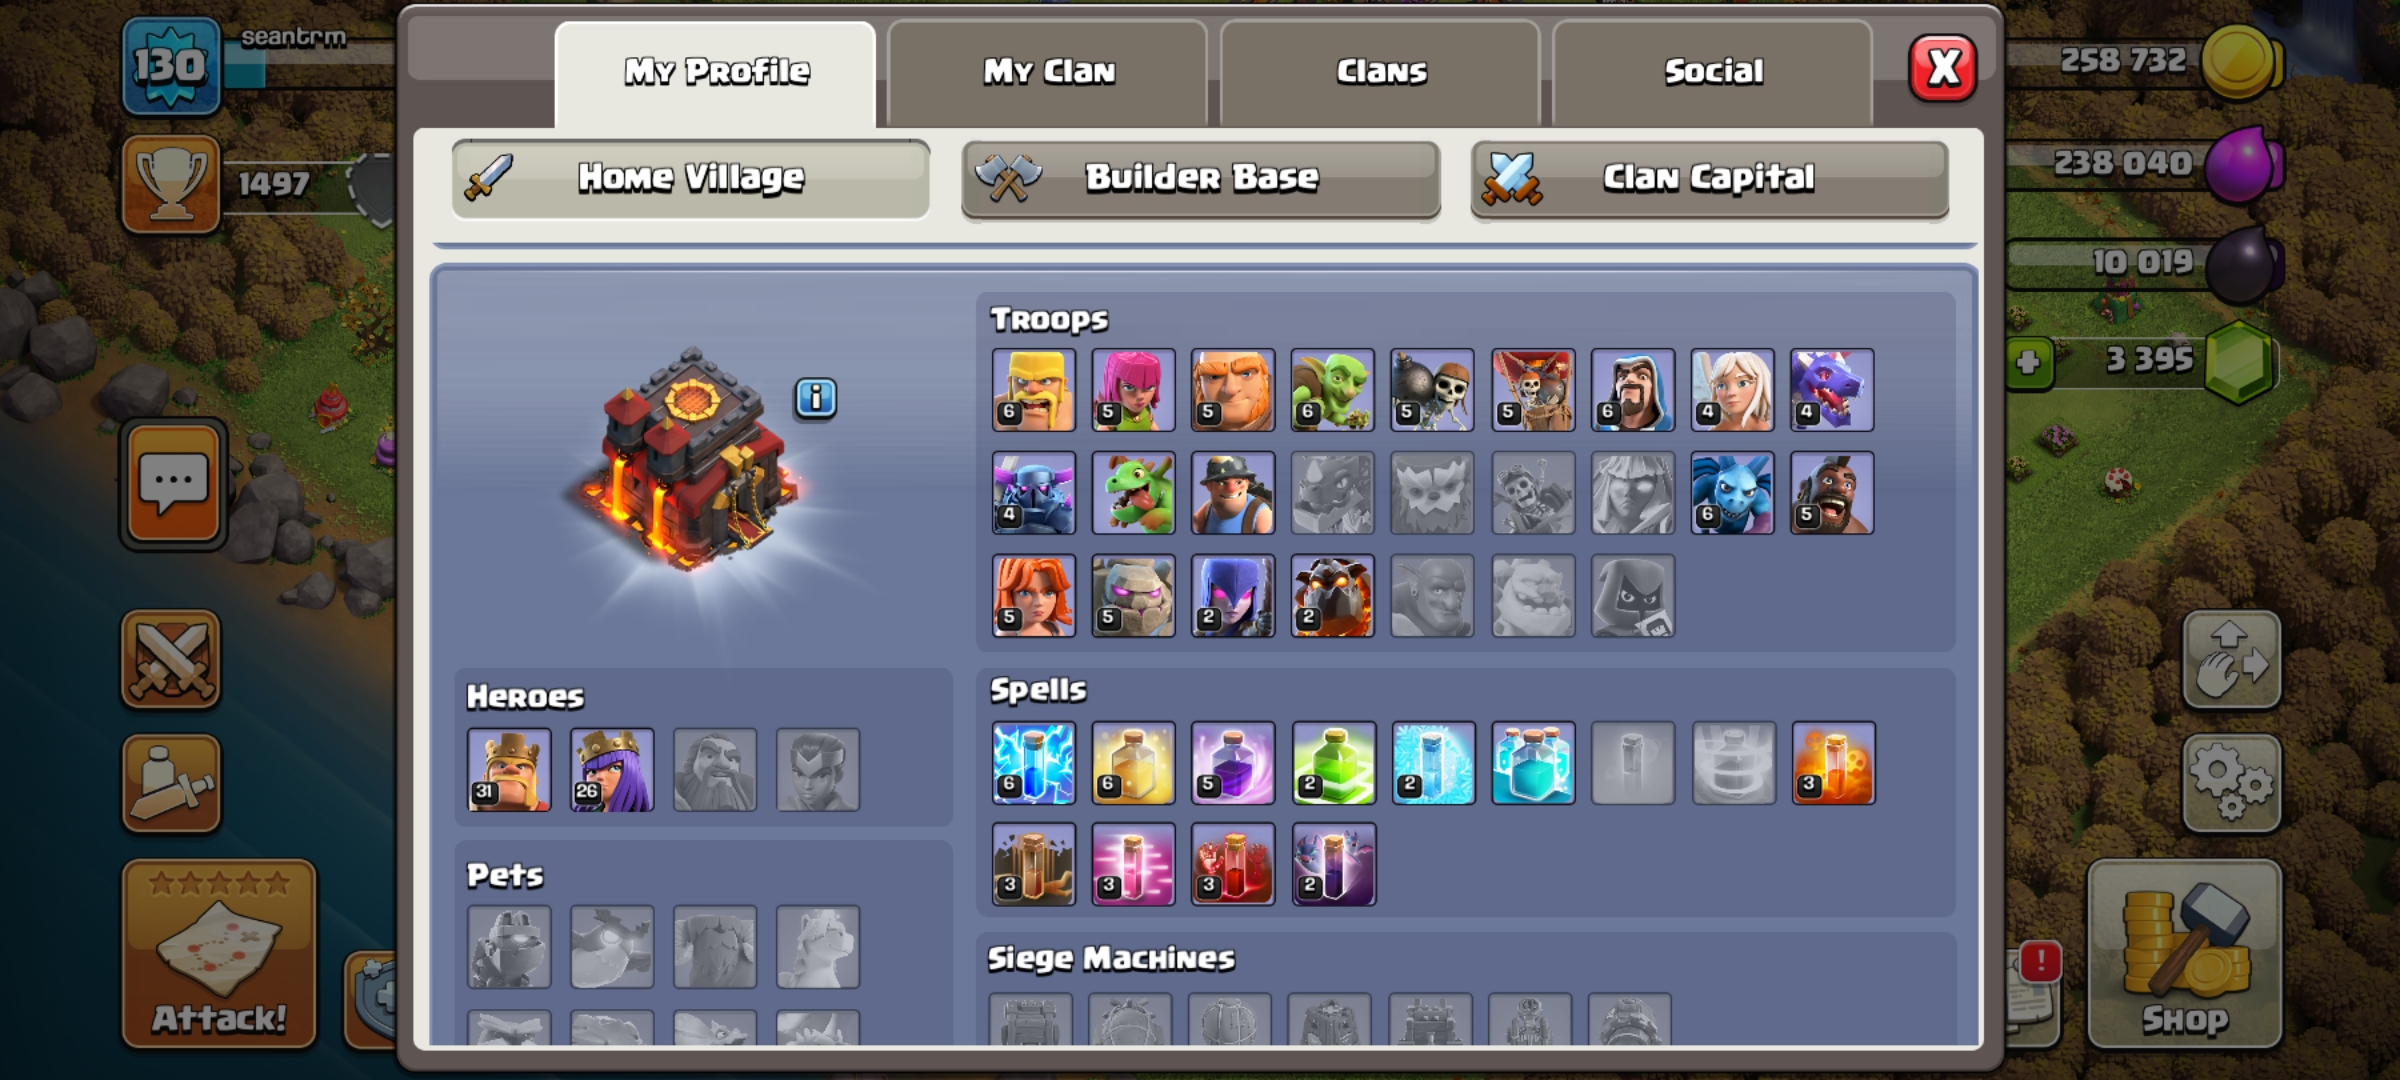 130
seantrm
My Profile
My Clan
Clans
Social
X
258 732
1497
Home Village
Builder Base
Clan Capital
238 040
10 019
3 395
i
Troops
6 5 5 6 5 5 6 4 4
4 6 5
5 5 2 2
Heroes
31 26
Spells
6 6 5 2 2 3
3 3 3 2
Pets
Siege Machines
Attack!
!
Shop